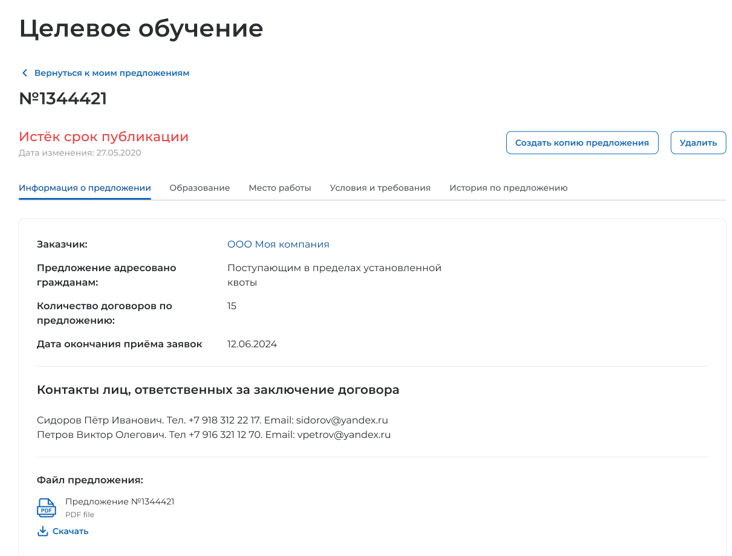 Целевое обучение
Вернуться к моим предложениям
№1344421
Истёк срок публикации
Дата изменения: 27.05.2020
Создать копию предложения
Удалить
Информация о предложении
Образование
Место работы
Условия и требования
История по предложению
Заказчик:
ООО Моя компания
Предложение адресовано
гражданам:
Поступающим в пределах установленной
квоты
Количество договоров по
предложению:
15
Дата окончания приёма заявок
12.06.2024
Контакты лиц, ответственных за заключение договора
Сидоров Пётр Иванович. Тел. +7 918 312 22 17. Email: sidorov@yandex.ru
Петров Виктор Олегович. Тел +7 916 321 12 70. Email: vpetrov@yandex.ru
Файл предложения:
PDF
Предложение №1344421
PDF file
Скачать